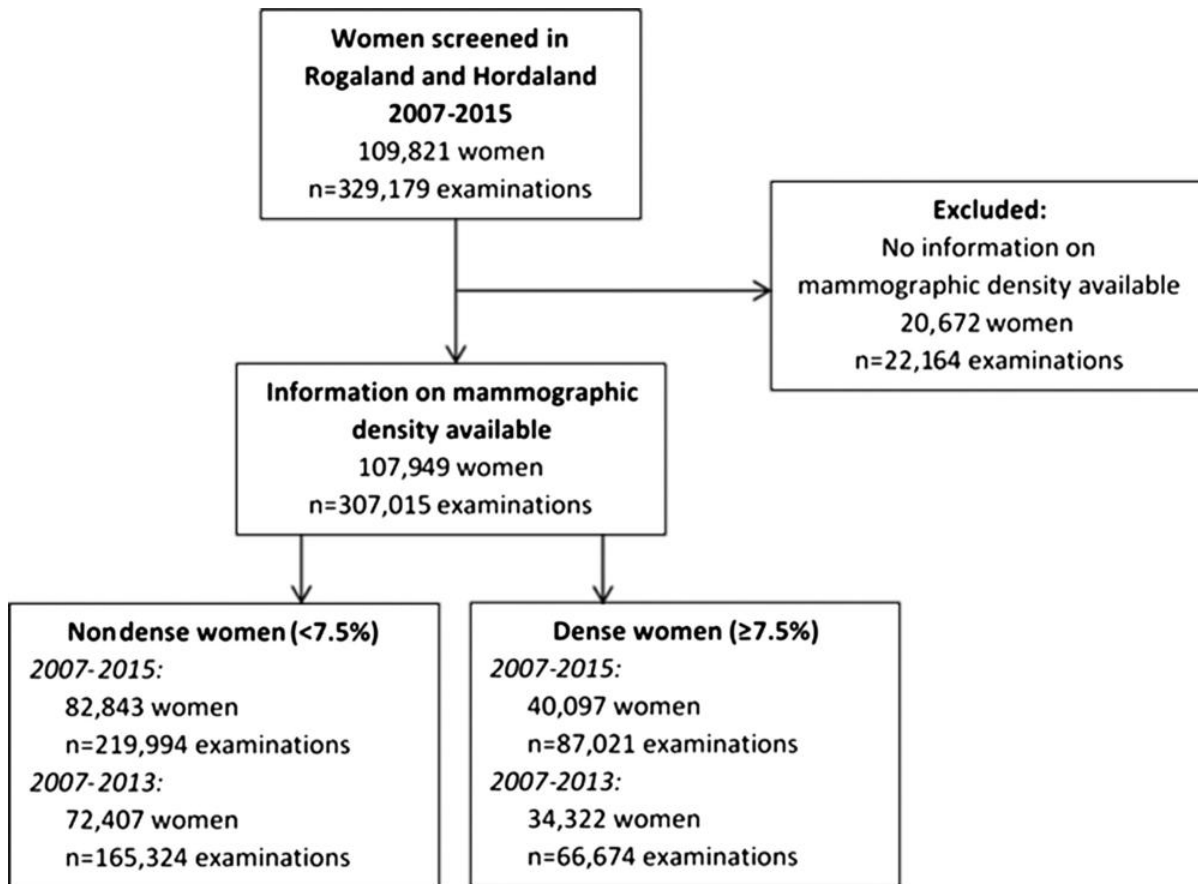 Women screened in
Rogaland and Hordaland
2007-2015
109,821 women
n=329,179 examinations
Excluded:
No information on
mammographic density available
20,672 women
n=22,164 examinations
Information on mammographic
density available
107,949 women
n=307,015 examinations
Nondense women (<7.5%)
2007-2015:
82,843 women
n=219,994 examinations
2007-2013:
72,407 women
n=165,324 examinations
Dense women (≥7.5%)
2007-2015:
40,097 women
n=87,021 examinations
2007-2013:
34,322 women
n=66,674 examinations